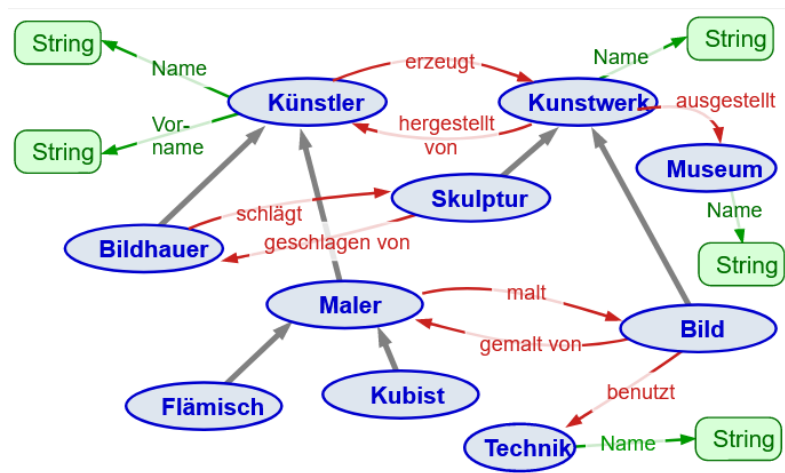 String
Name
Künstler
erzeugt
Kunstwerk
Name
String
String
Vor-
name
hergestellt
von
ausgestellt
Museum
Name
String
Skulptur
Bildhauer
schlägt
geschlagen von
Maler
malt
gemalt von
Bild
Flämisch
Kubist
benutzt
Technik
Name
String